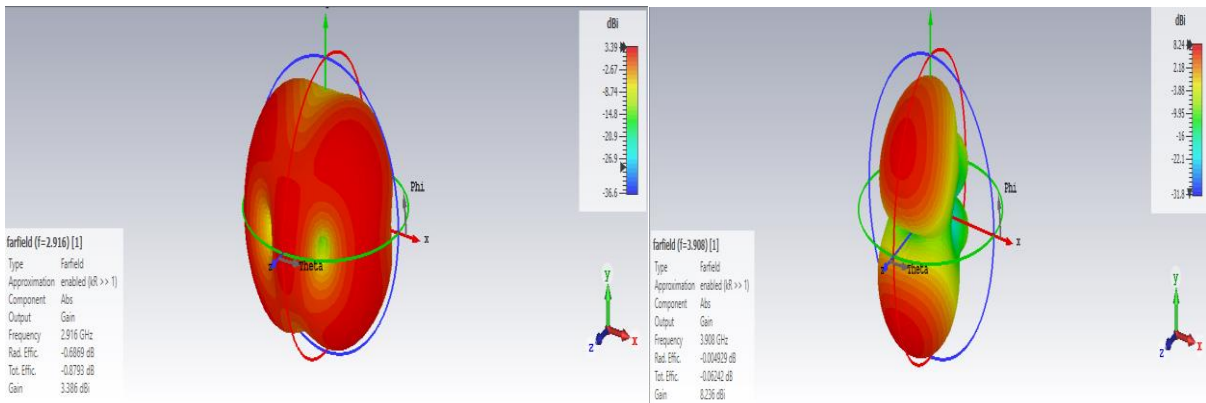 dBi
3.39
-2.67
-8.74
-14.8
-20.9
-26.9
-36.6
Phi
x
z
Theta
farfield (f=2.916) [1]
Type Farfield
Approximation enabled (kR >> 1)
Component Abs
Output Gain
Frequency 2.916 GHz
Rad. Effic. -0.6869 dB
Tot. Effic. -0.8793 dB
Gain 3.386 dBi
y
z
x
dBi
8.24
2.18
-3.88
-9.95
-16
-22.1
-31.8
Phi
x
z
Theta
farfield (f=3.908) [1]
Type Farfield
Approximation enabled (kR >> 1)
Component Abs
Output Gain
Frequency 3.908 GHz
Rad. Effic. -0.004929 dB
Tot. Effic. -0.06242 dB
Gain 8.236 dBi
y
z
x